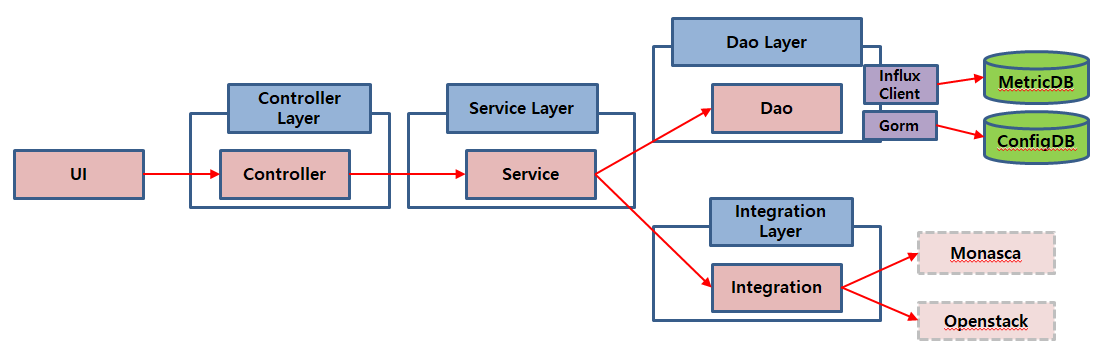 UI
Controller
Layer
Controller
Service Layer
Service
Dao Layer
Dao
Influx
Client
Gorm
MetricDB
ConfigDB
Integration
Layer
Integration
Monasca
Openstack